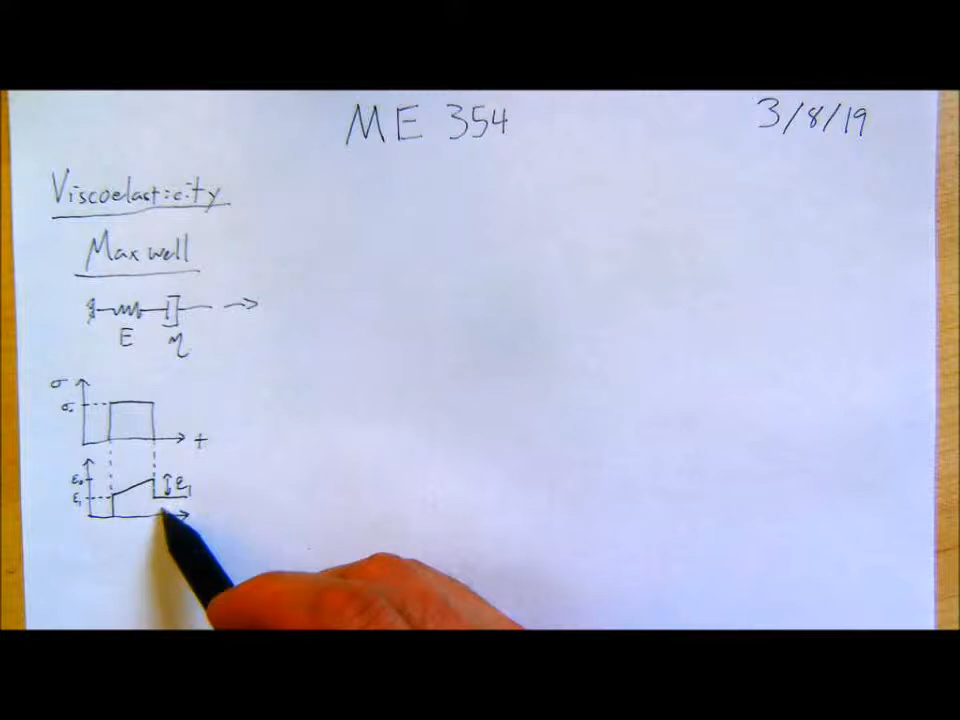 ME 354
3/8/19
Viscoelasticity
Maxwell
E η
σ
σ₀
t
ε₀
ε₁
ε₁